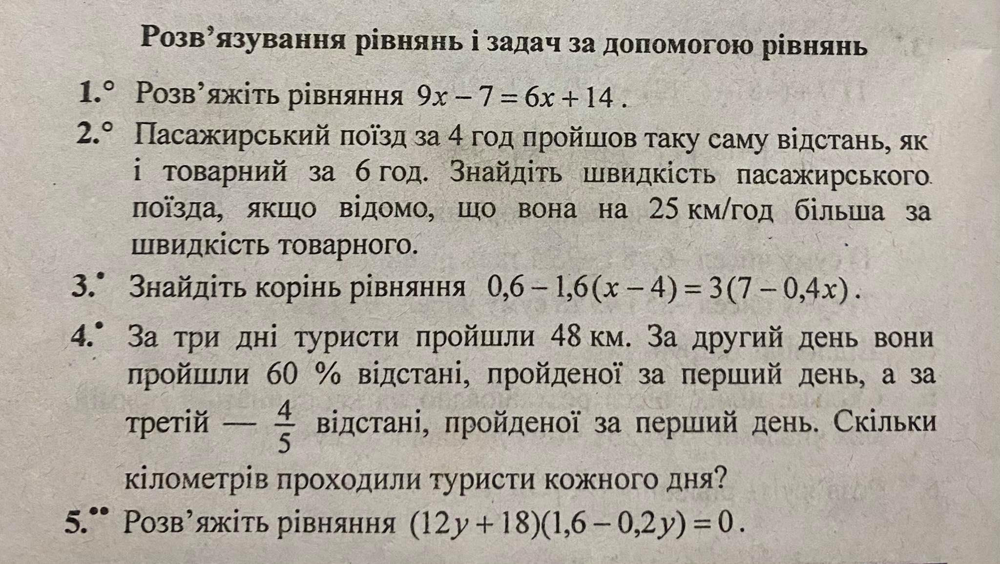 Розв’язування рівнянь і задач за допомогою рівнянь
1.° Розв’яжіть рівняння 9x – 7 = 6x + 14 .
2.° Пасажирський поїзд за 4 год пройшов таку саму відстань, як
і товарний за 6 год. Знайдіть швидкість пасажирського
поїзда, якщо відомо, що вона на 25 км/год більша за
швидкість товарного.
3.• Знайдіть корінь рівняння 0,6 – 1,6(x – 4) = 3(7 – 0,4x) .
4.• За три дні туристи пройшли 48 км. За другий день вони
пройшли 60 % відстані, пройденої за перший день, а за
третій — 4/5 відстані, пройденої за перший день. Скільки
кілометрів проходили туристи кожного дня?
5.•• Розв’яжіть рівняння (12y + 18)(1,6 – 0,2y) = 0 .